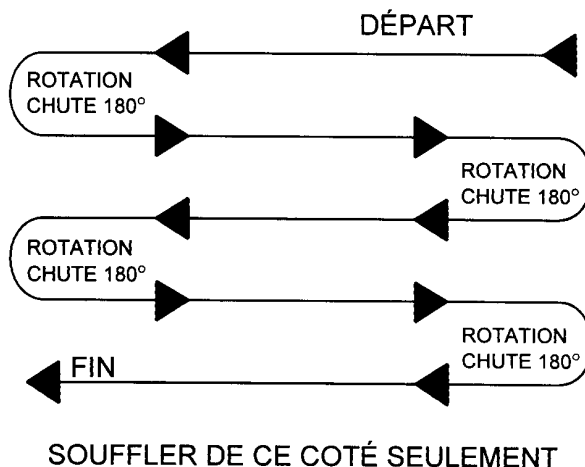 DÉPART
ROTATION
CHUTE 180°
ROTATION
CHUTE 180°
ROTATION
CHUTE 180°
ROTATION
CHUTE 180°
FIN
SOUFFLER DE CE COTÉ SEULEMENT